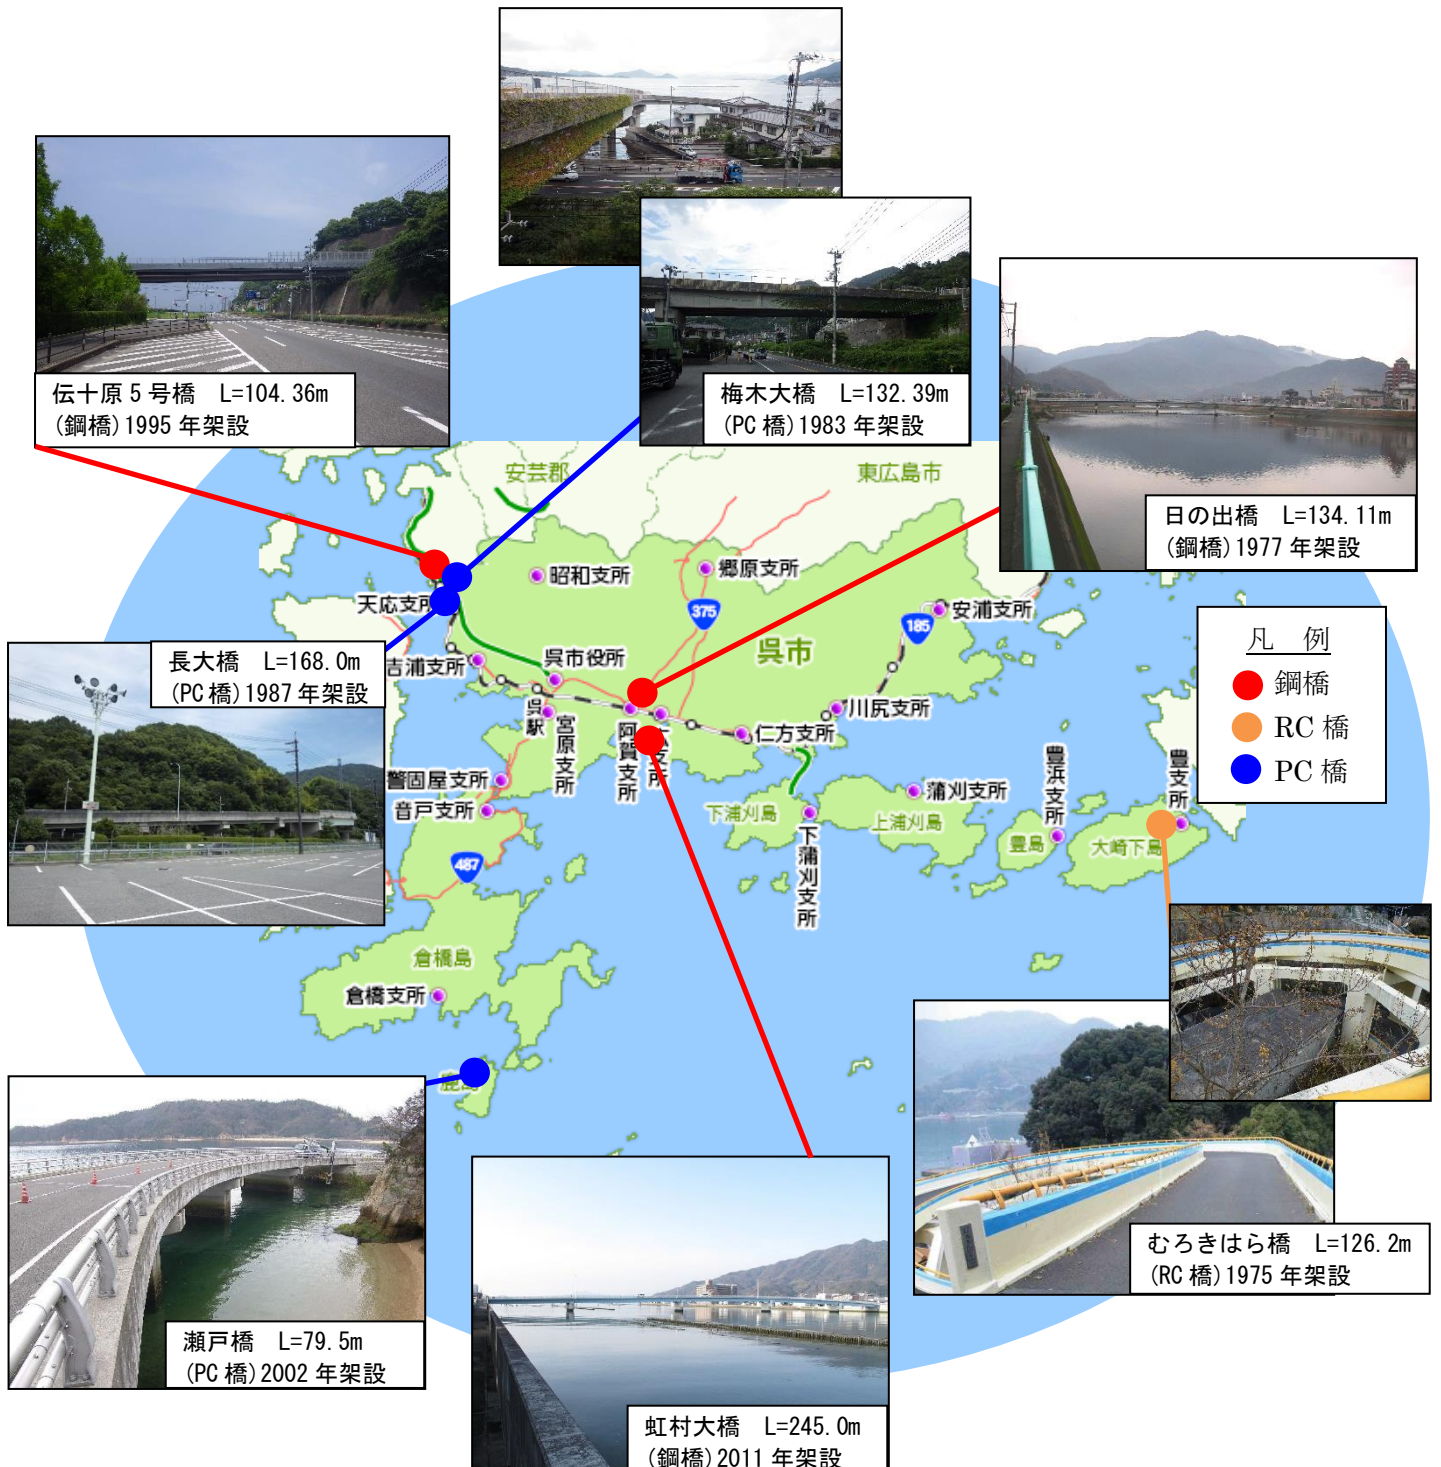 伝十原5号橋 L=104.36m
(鋼橋)1995年架設
梅木大橋 L=132.39m
(PC橋)1983年架設
日の出橋 L=134.11m
(鋼橋)1977年架設
安芸郡
東広島市
昭和支所
郷原支所
天応支所
安浦支所
375
185
呉市
凡 例
鋼橋
RC橋
PC橋
長大橋 L=168.0m
(PC橋)1987年架設
吉浦支所
呉市役所
呉駅
宮原支所
阿賀支所
仁方支所
川尻支所
警固屋支所
音戸支所
487
下蒲刈島
下蒲刈支所
蒲刈支所
上蒲刈島
豊浜支所
豊島
豊支所
大崎下島
倉橋島
倉橋支所
むろきはら橋 L=126.2m
(RC橋)1975年架設
瀬戸橋 L=79.5m
(PC橋)2002年架設
虹村大橋 L=245.0m
(鋼橋)2011年架設